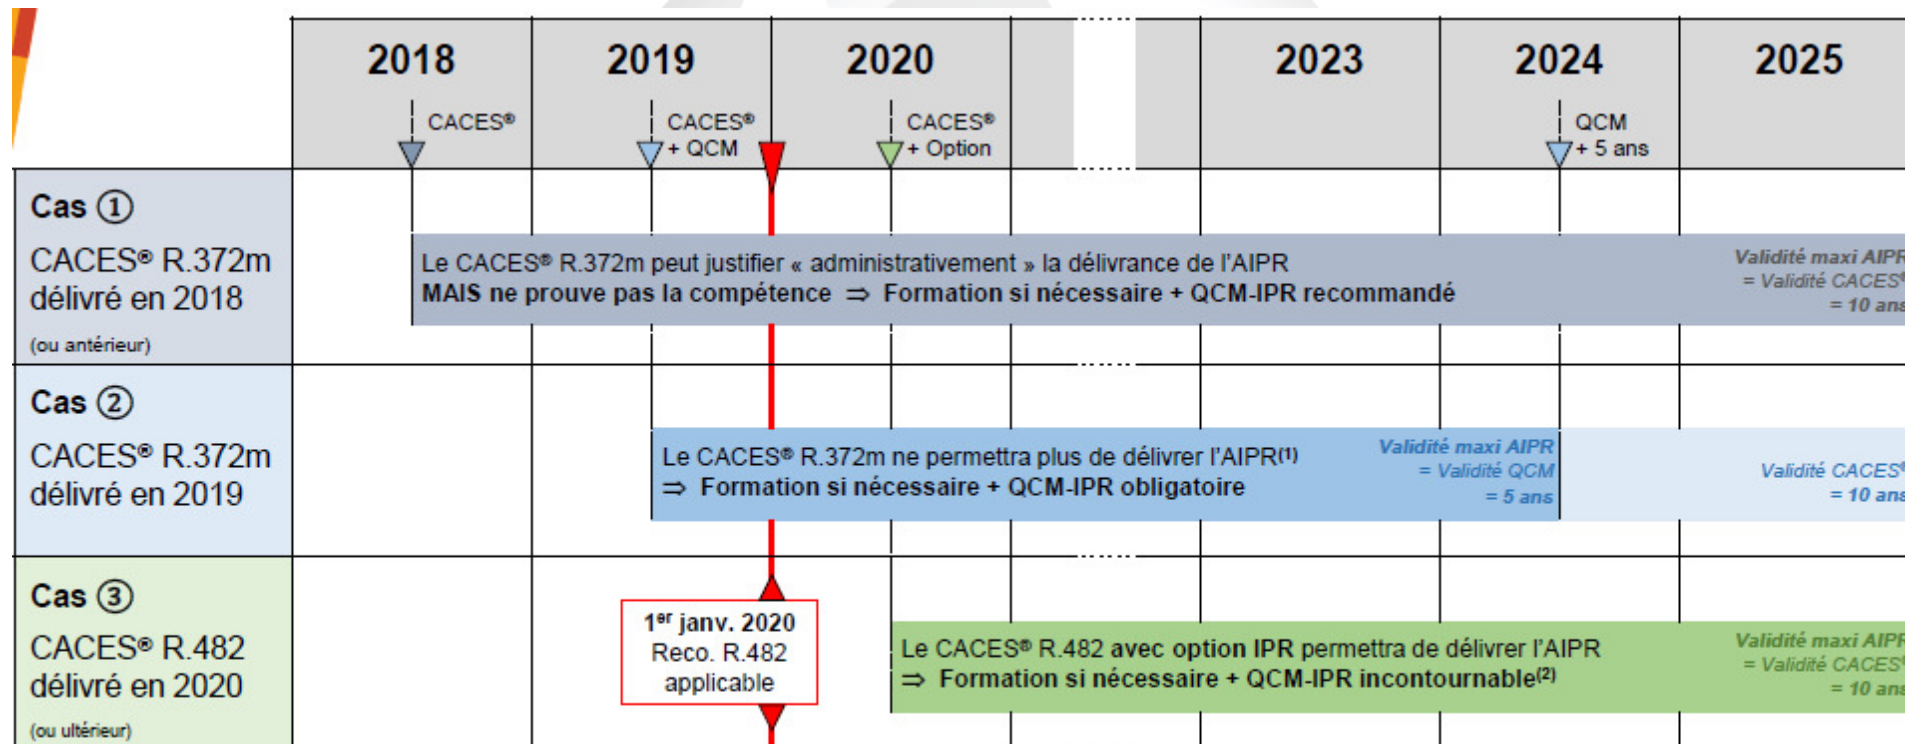 2018
2019
2020
2023
2024
2025
CACES®
CACES®
+ QCM
CACES®
+ Option
QCM
+ 5 ans
Cas ①
CACES® R.372m
délivré en 2018
(ou antérieur)
Le CACES® R.372m peut justifier « administrativement » la délivrance de l'AIPR
MAIS ne prouve pas la compétence ⇒ Formation si nécessaire + QCM-IPR recommandé
Validité maxi AIPR
= Validité CACES®
= 10 ans
Cas ②
CACES® R.372m
délivré en 2019
Le CACES® R.372m ne permettra plus de délivrer l'AIPR(1)
⇒ Formation si nécessaire + QCM-IPR obligatoire
Validité maxi AIPR
= Validité QCM
= 5 ans
Validité CACES®
= 10 ans
Cas ③
CACES® R.482
délivré en 2020
(ou ultérieur)
1er janv. 2020
Reco. R.482
applicable
Le CACES® R.482 avec option IPR permettra de délivrer l'AIPR
⇒ Formation si nécessaire + QCM-IPR incontournable(2)
Validité maxi AIPR
= Validité CACES®
= 10 ans